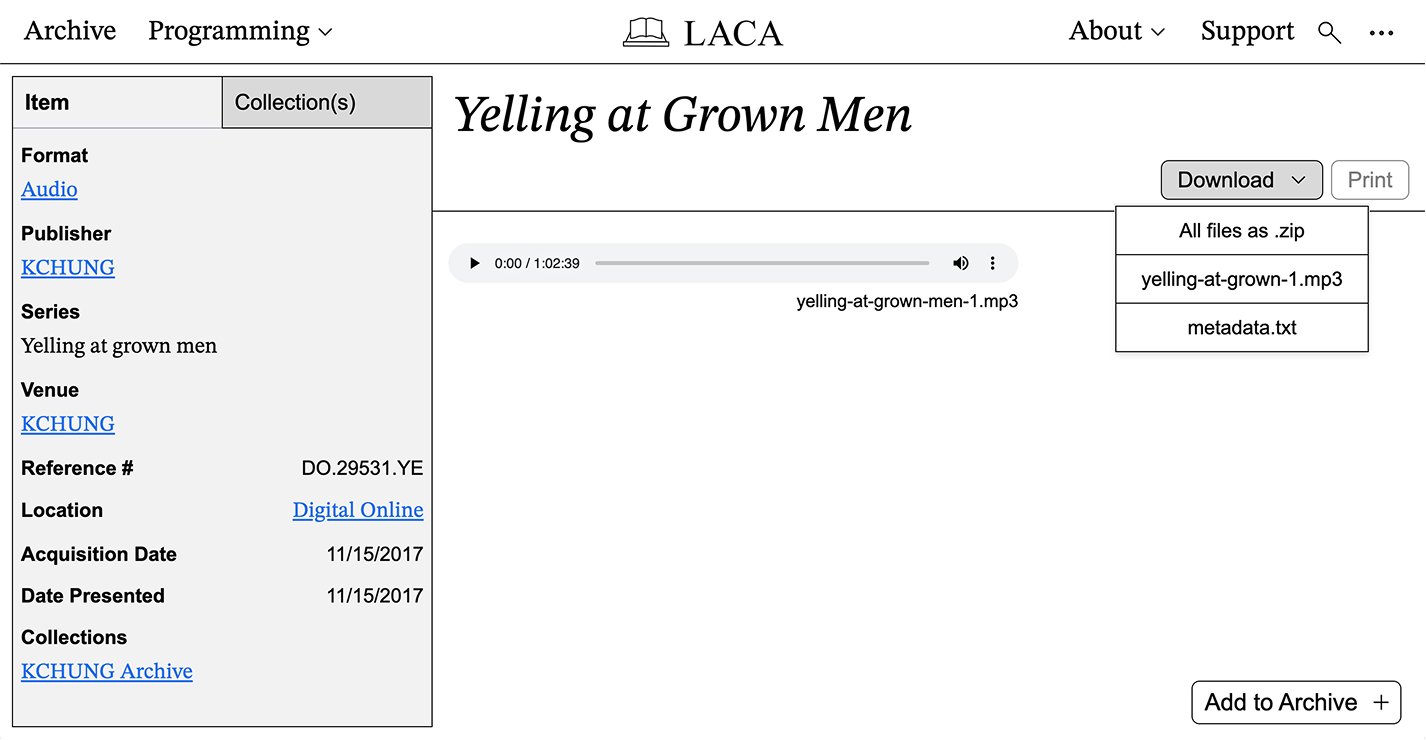 Archive Programming LACA About Support
Item Collection(s)
Yelling at Grown Men
Download Print
All files as .zip
yelling-at-grown-1.mp3
metadata.txt
0:00 / 1:02:39
yelling-at-grown-men-1.mp3
Format
Audio
Publisher
KCHUNG
Series
Yelling at grown men
Venue
KCHUNG
Reference # DO.29531.YE
Location Digital Online
Acquisition Date 11/15/2017
Date Presented 11/15/2017
Collections
KCHUNG Archive
Add to Archive +